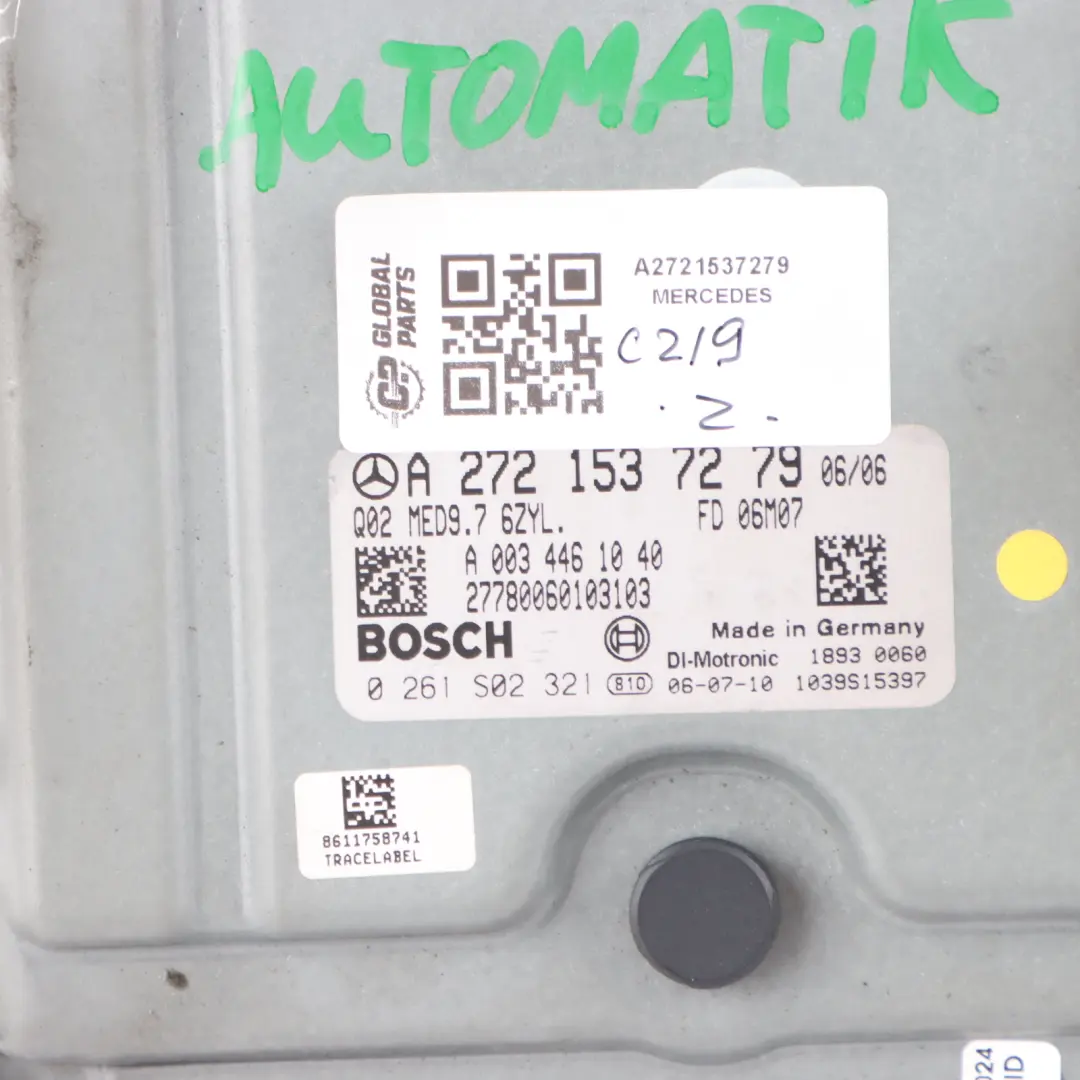 AUTOMATiK
GLOBAL
PARTS
A2721537279
MERCEDES
C219
. Z -
A 272 153 72 79 06/06
Q02 MED9.7 6ZYL. FD 06M07
A 003 446 10 40
27780060103103
BOSCH
Made in Germany
DI-Motronic 1893 0060
0 261 S02 321 810 06-07-10 1039S15397
8611758741
TRACELABEL
024
ID